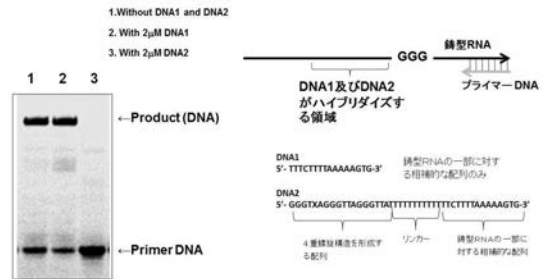 1.Without DNA1 and DNA2
2. With 2μM DNA1
3. With 2μM DNA2
1 2 3
←Product(DNA)
←Primer DNA
GGG
鋳型RNA
プライマーDNA
DNA1及びDNA2
がハイブリダイズす
る領域
DNA1
5'- TTTCTTTTAAAAAGTG-3'
鋳型RNAの一部に対す
る相補的な配列のみ
DNA2
5'- GGGTXAGGGTTAGGGTTATTTTTTTTTTTTCTTTTAAAAAGTG-3'
4重螺旋構造を形成す
る配列
リンカー
鋳型RNAの一部に
対する相補的な配列